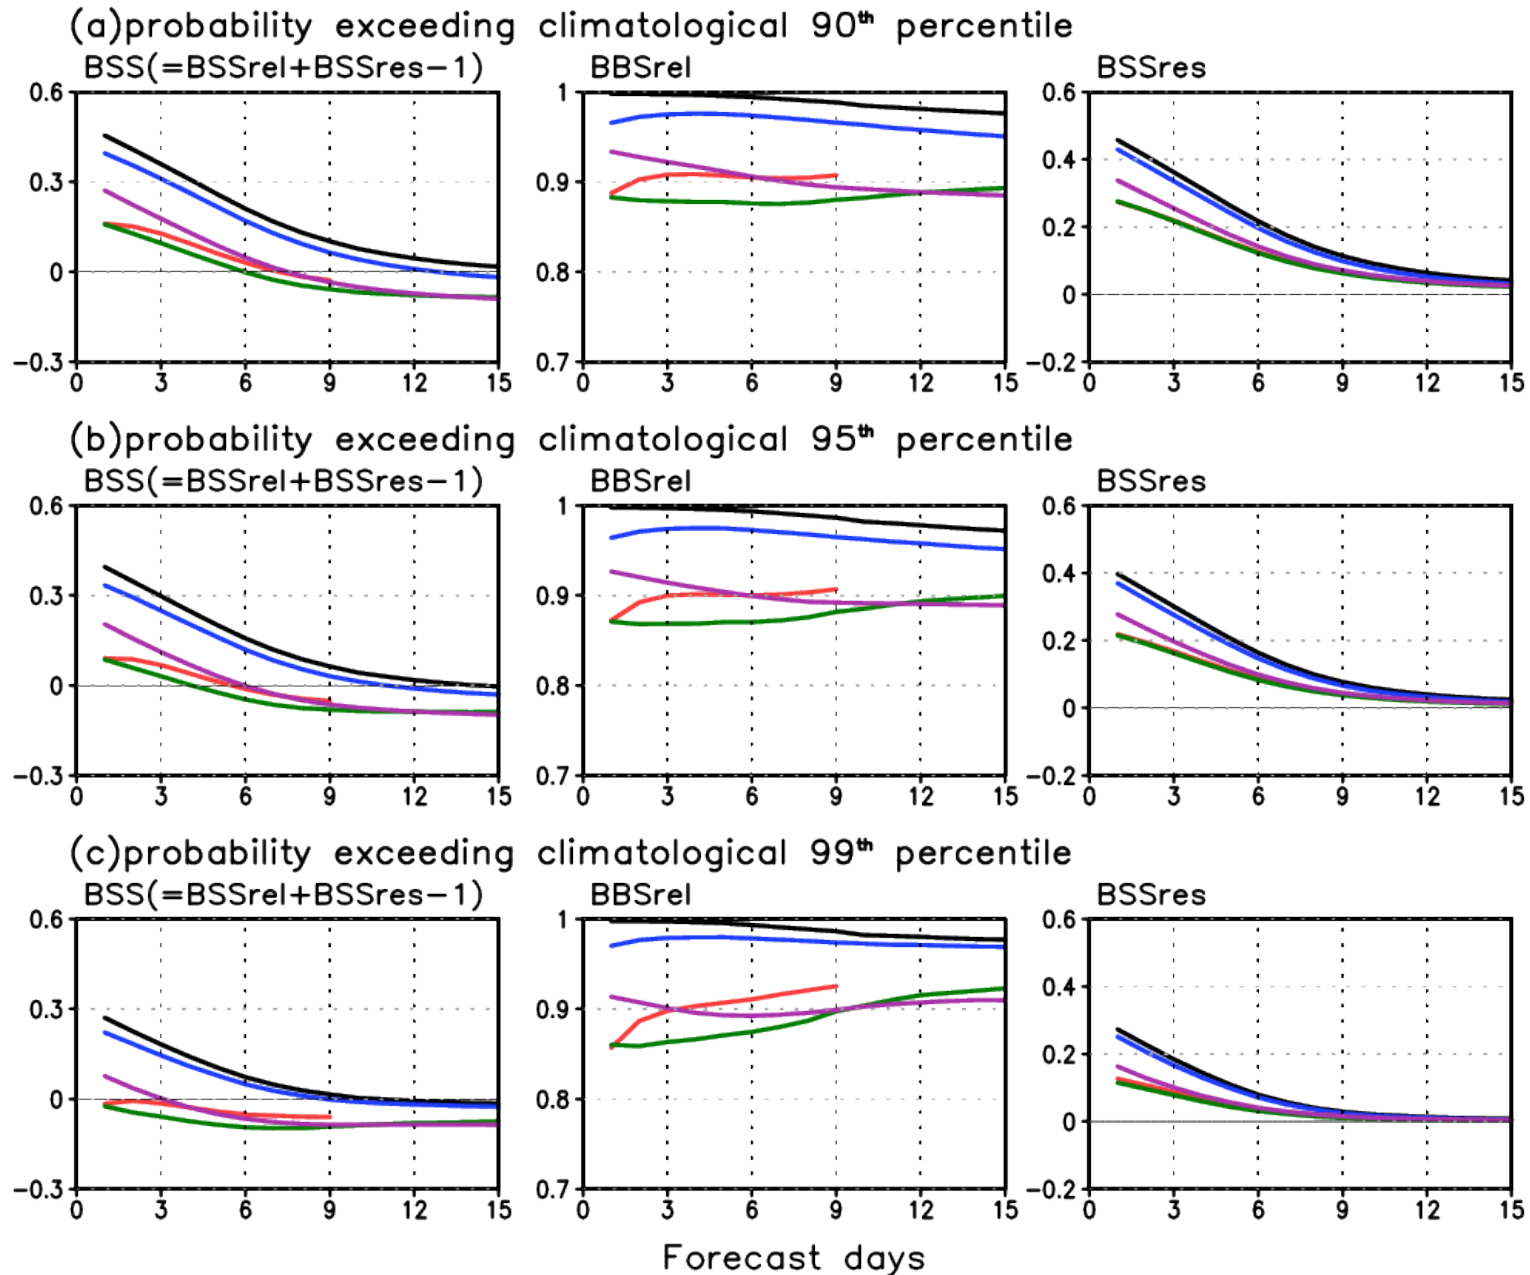 (a)probability exceeding climatological 90th percentile
BSS(=BSSrel+BSSres−1)
BBSrel
BSSres
0.6
0.3
0
−0.3
0 3 6 9 12 15
1
0.9
0.8
0.7
0 3 6 9 12 15
0.6
0.4
0.2
0
−0.2
0 3 6 9 12 15
(b)probability exceeding climatological 95th percentile
BSS(=BSSrel+BSSres−1)
BBSrel
BSSres
0.6
0.3
0
−0.3
0 3 6 9 12 15
1
0.9
0.8
0.7
0 3 6 9 12 15
0.6
0.4
0.2
0
−0.2
0 3 6 9 12 15
(c)probability exceeding climatological 99th percentile
BSS(=BSSrel+BSSres−1)
BBSrel
BSSres
0.6
0.3
0
−0.3
0 3 6 9 12 15
1
0.9
0.8
0.7
0 3 6 9 12 15
0.6
0.4
0.2
0
−0.2
0 3 6 9 12 15
Forecast days